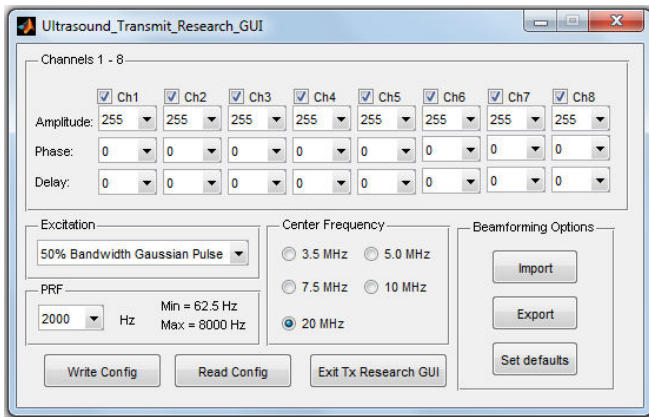 Ultrasound_Transmit_Research_GUI
Channels 1 - 8
Ch1 Ch2 Ch3 Ch4 Ch5 Ch6 Ch7 Ch8
Amplitude: 255 255 255 255 255 255 255 255
Phase: 0 0 0 0 0 0 0 0
Delay: 0 0 0 0 0 0 0 0
Excitation
50% Bandwidth Gaussian Pulse
PRF
2000 Hz
Min = 62.5 Hz
Max = 8000 Hz
Center Frequency
3.5 MHz 5.0 MHz
7.5 MHz 10 MHz
20 MHz
Beamforming Options
Import
Export
Set defaults
Write Config
Read Config
Exit Tx Research GUI